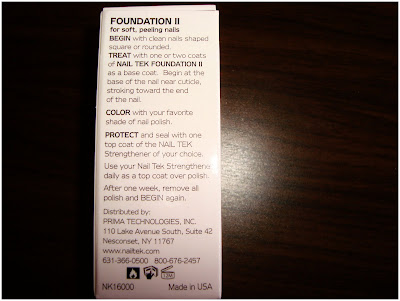 FOUNDATION II
for soft, peeling nails
BEGIN with clean nails shaped
square or rounded.
TREAT with one or two coats
of NAIL TEK FOUNDATION II
as a base coat. Begin at the
base of the nail near cuticle,
stroking toward the end
of the nail.
COLOR with your favorite
shade of nail polish.
PROTECT and seal with one
top coat of the NAIL TEK
Strengthener of your choice.
Use your Nail Tek Strengthene
daily as a top coat over polish.
After one week, remove all
polish and BEGIN again.
Distributed by:
PRIMA TECHNOLOGIES, INC.
110 Lake Avenue South, Suite 42
Nesconset, NY 11767
www.nailtek.com
631-366-0500 800-676-2457
NK16000 Made in USA